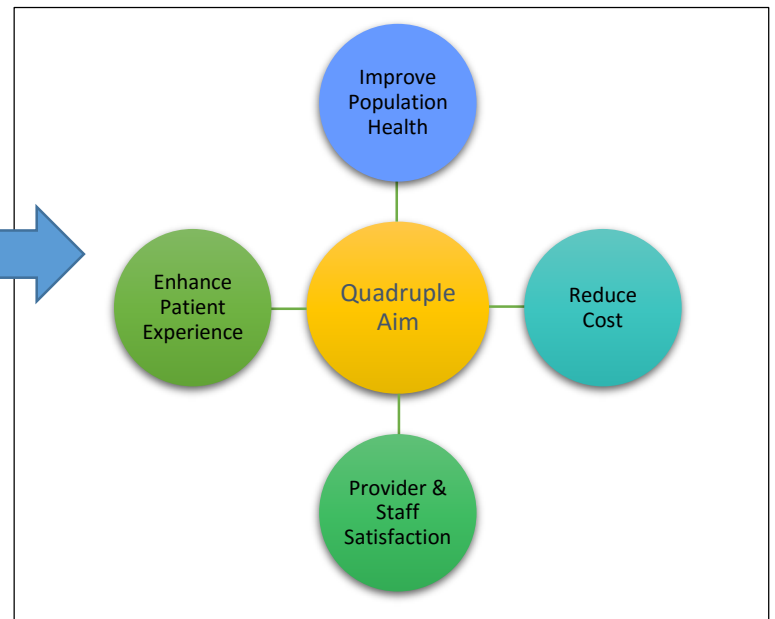 Improve
Population
Health
Enhance
Patient
Experience
Quadruple
Aim
Reduce
Cost
Provider &
Staff
Satisfaction